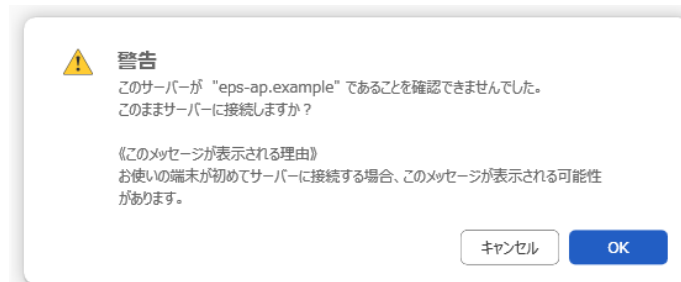 警告
このサーバーが "eps-ap.example" であることを確認できませんでした。
このままサーバーに接続しますか？
《このメッセージが表示される理由》
お使いの端末が初めてサーバーに接続する場合、このメッセージが表示される可能性
があります。
キャンセル
OK